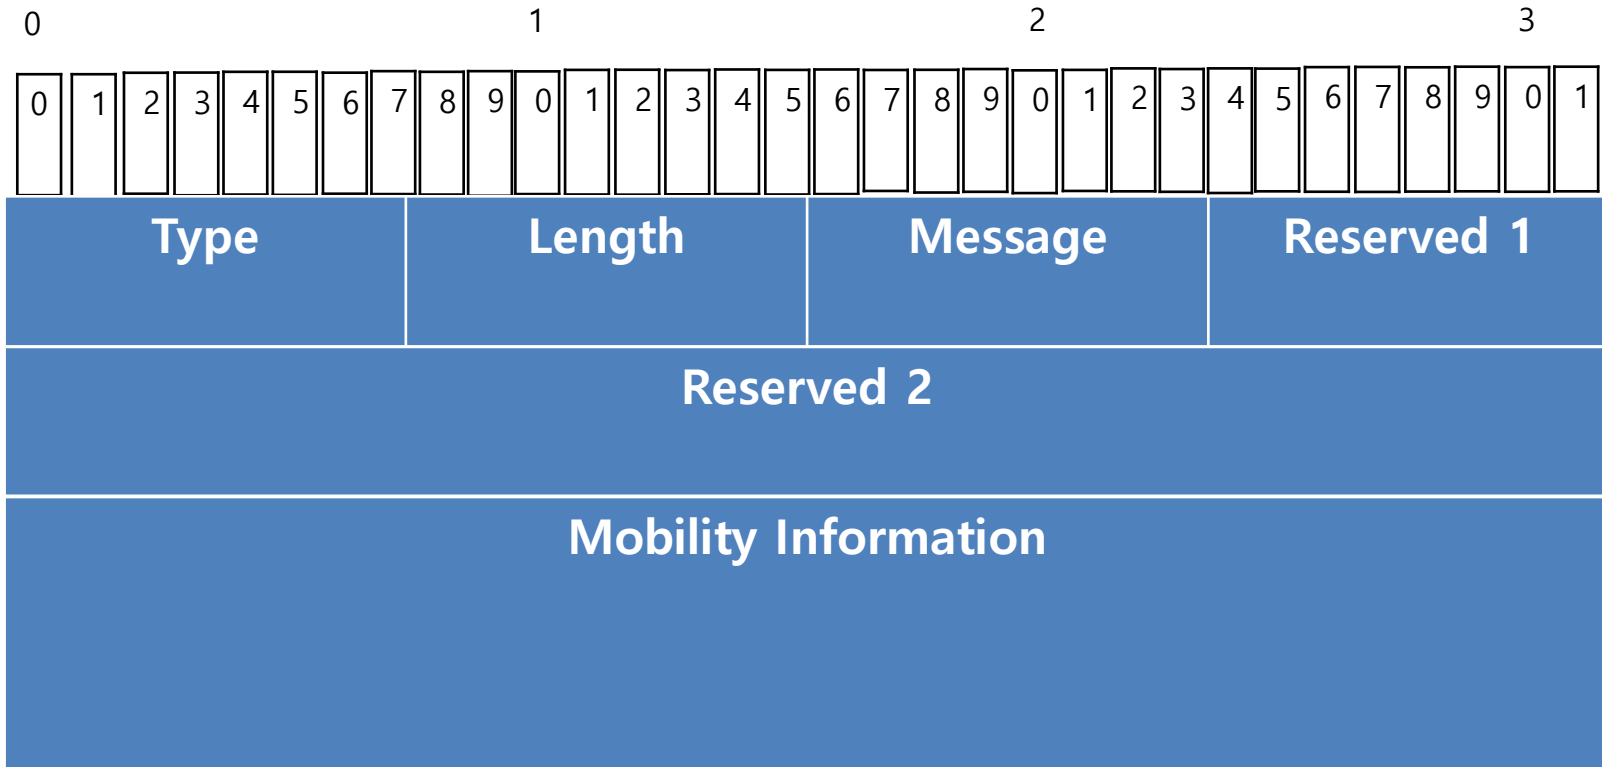 0 1 2 3
0 1 2 3 4 5 6 7 8 9 0 1 2 3 4 5 6 7 8 9 0 1 2 3 4 5 6 7 8 9 0 1
Type Length Message Reserved 1
Reserved 2
Mobility Information